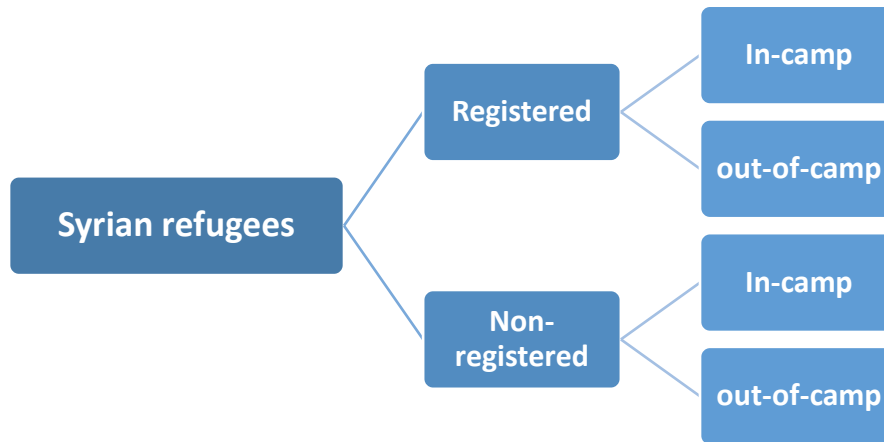 Syrian refugees
Registered
In-camp
out-of-camp
Non-
registered
In-camp
out-of-camp